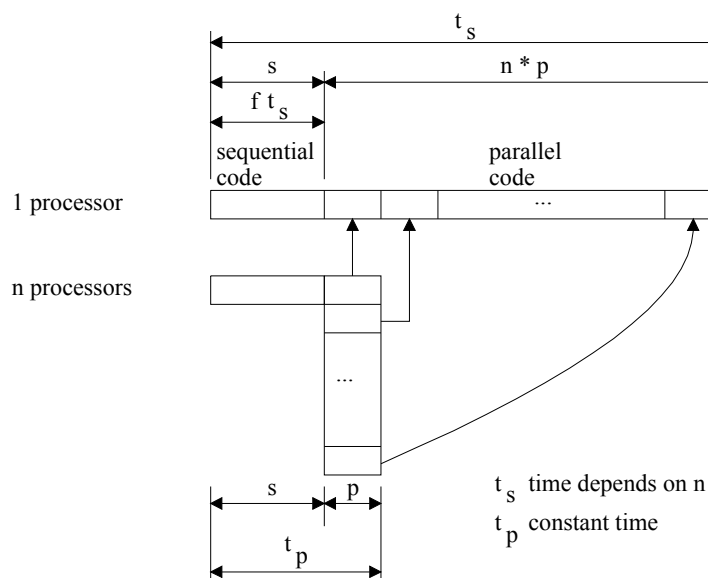 t s
s
n * p
f t s
sequential
code
parallel
code
1 processor
...
n processors
...
s
p
t s time depends on n
t p
t p constant time